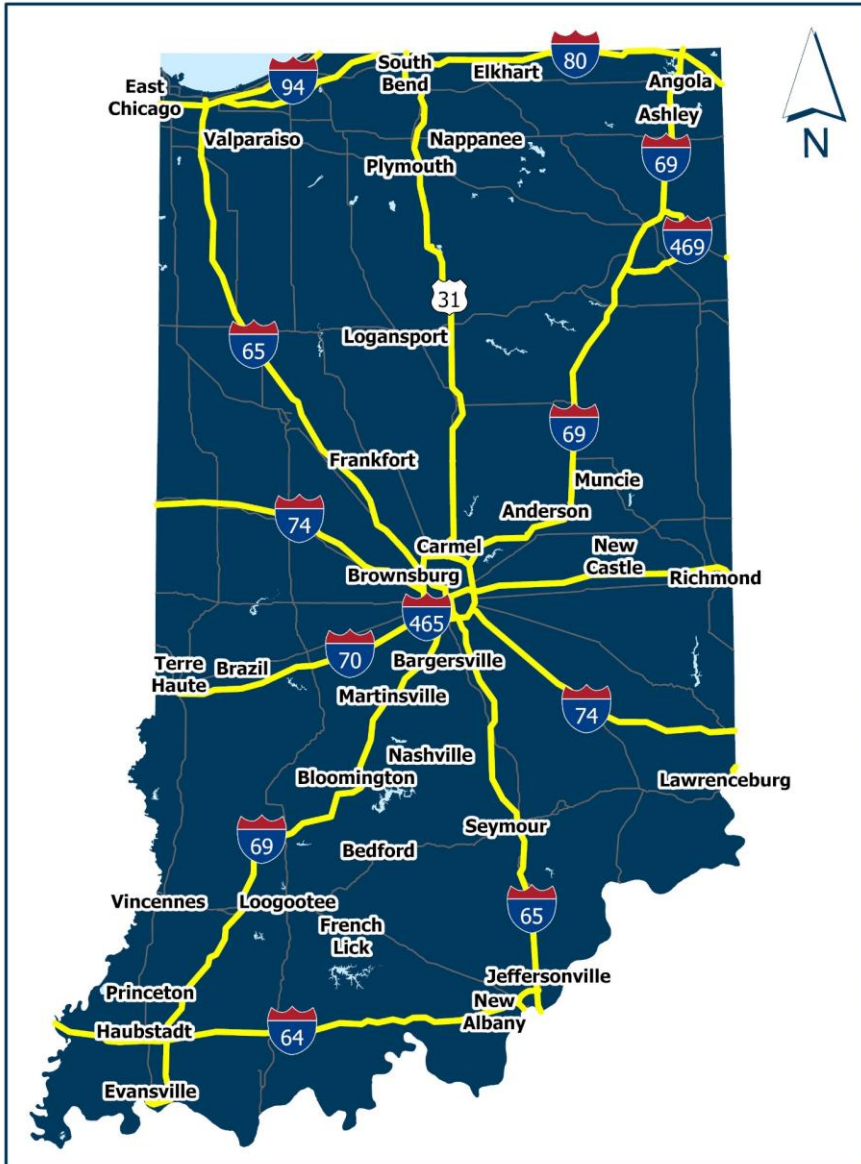 East
Chicago
94
South
Bend
Elkhart
80
Angola
Ashley
N
Valparaiso
Nappanee
Plymouth
69
469
31
65
Logansport
69
Frankfort
Muncie
74
Anderson
Carmel
New
Castle
Brownsburg
Richmond
465
70
Bargersville
Terre
Haute
Brazil
Martinsville
74
Nashville
Bloomington
Lawrenceburg
Seymour
69
Bedford
Vincennes
Loogootee
65
French
Lick
Jeffersonville
Princeton
New
Albany
Haubstadt
64
Evansville